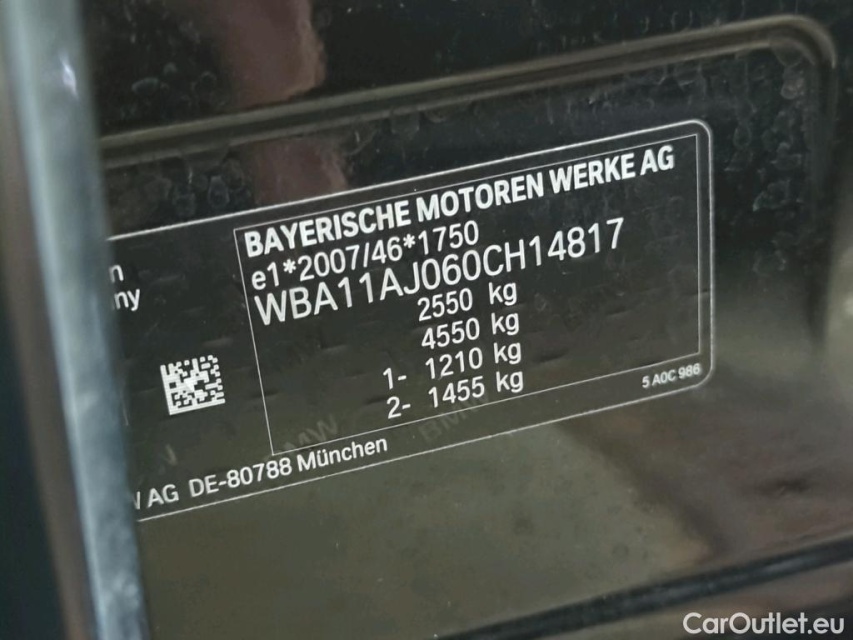 BAYERISCHE MOTOREN WERKE AG
e1*2007/46*1750
WBA11AJ060CH14817
2550 kg
4550 kg
1- 1210 kg
2- 1455 kg
5 A0C 986
AG DE-80788 München
CarOutlet.eu